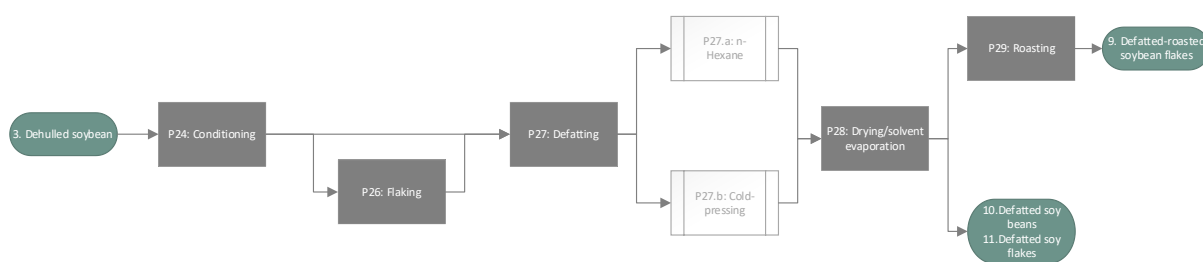 3. Dehulled soybean
P24: Conditioning
P26: Flaking
P27: Defatting
P27.a: n-
Hexane
P27.b: Cold-
pressing
P28: Drying/solvent
evaporation
P29: Roasting
9. Defatted-roasted
soybean flakes
10.Defatted soy
beans
11.Defatted soy
flakes